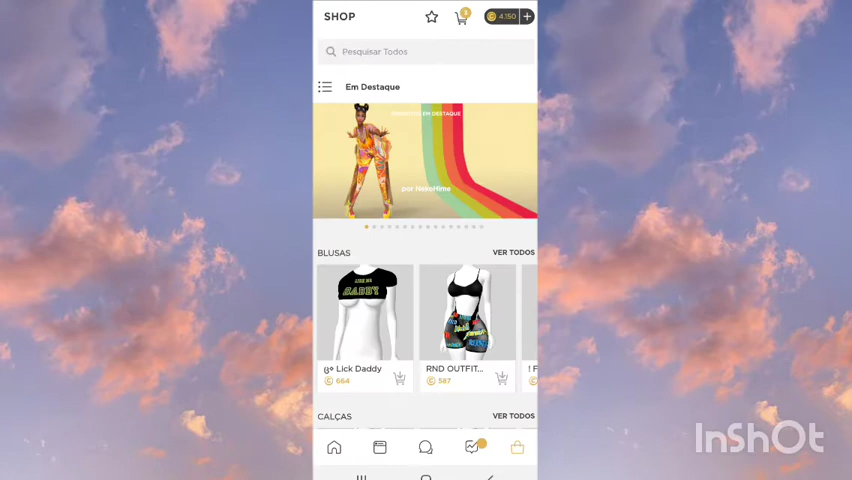 SHOP
3
4.150
Pesquisar Todos
Em Destaque
EM DESTAQUE
por NekoHime
BLUSAS
VER TODOS
Lick Daddy
664
RND OUTFIT...
587
! F
CALÇAS
VER TODOS
InShOt